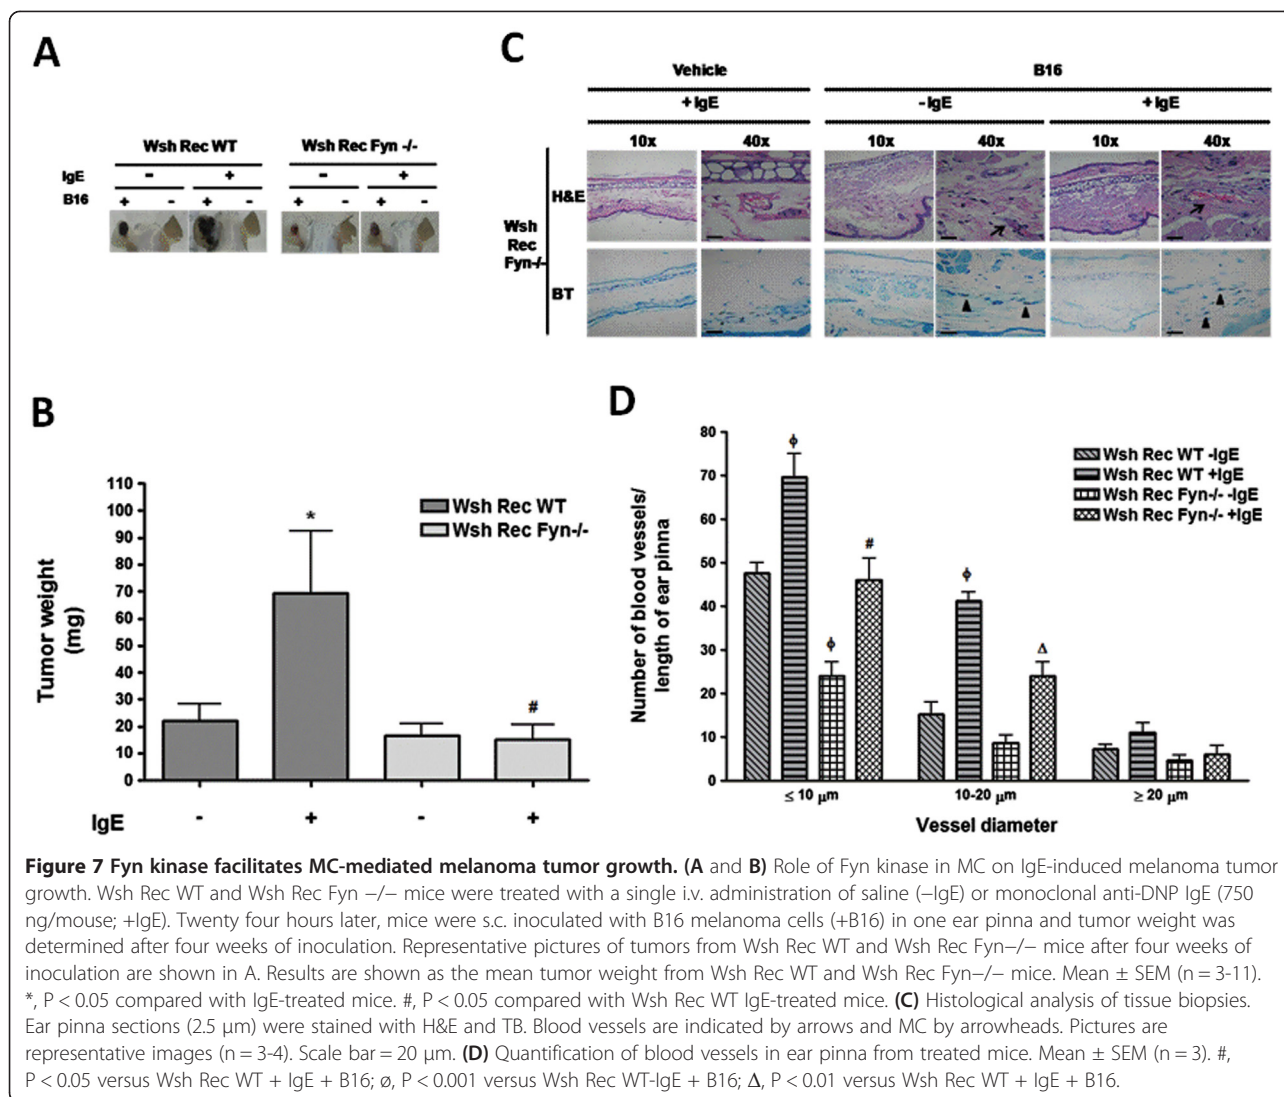 A
Wsh Rec WT Wsh Rec Fyn -/-
IgE - + - +
B16 + - + - + - + -
C
Vehicle B16
+ IgE - IgE + IgE
10x 40x 10x 40x 10x 40x
H&E
Wsh
Rec
Fyn-/-
BT
B
Tumor weight
(mg)
110
100
90
80
70
60
50
40
30
20
10
0
*
#
Wsh Rec WT
Wsh Rec Fyn-/-
IgE - + - +
D
Number of blood vessels/
length of ear pinna
80
70
60
50
40
30
20
10
0
ϕ
ϕ
#
ϕ
Δ
Wsh Rec WT -IgE
Wsh Rec WT +IgE
Wsh Rec Fyn-/- -IgE
Wsh Rec Fyn-/- +IgE
≤ 10 μm 10-20 μm ≥ 20 μm
Vessel diameter
Figure 7 Fyn kinase facilitates MC-mediated melanoma tumor growth. (A and B) Role of Fyn kinase in MC on IgE-induced melanoma tumor
growth. Wsh Rec WT and Wsh Rec Fyn −/− mice were treated with a single i.v. administration of saline (−IgE) or monoclonal anti-DNP IgE (750
ng/mouse; +IgE). Twenty four hours later, mice were s.c. inoculated with B16 melanoma cells (+B16) in one ear pinna and tumor weight was
determined after four weeks of inoculation. Representative pictures of tumors from Wsh Rec WT and Wsh Rec Fyn−/− mice after four weeks of
inoculation are shown in A. Results are shown as the mean tumor weight from Wsh Rec WT and Wsh Rec Fyn−/− mice. Mean ± SEM (n = 3-11).
*, P < 0.05 compared with IgE-treated mice. #, P < 0.05 compared with Wsh Rec WT IgE-treated mice. (C) Histological analysis of tissue biopsies.
Ear pinna sections (2.5 μm) were stained with H&E and TB. Blood vessels are indicated by arrows and MC by arrowheads. Pictures are
representative images (n = 3-4). Scale bar = 20 μm. (D) Quantification of blood vessels in ear pinna from treated mice. Mean ± SEM (n = 3). #,
P < 0.05 versus Wsh Rec WT + IgE + B16; ø, P < 0.001 versus Wsh Rec WT-IgE + B16; Δ, P < 0.01 versus Wsh Rec WT + IgE + B16.